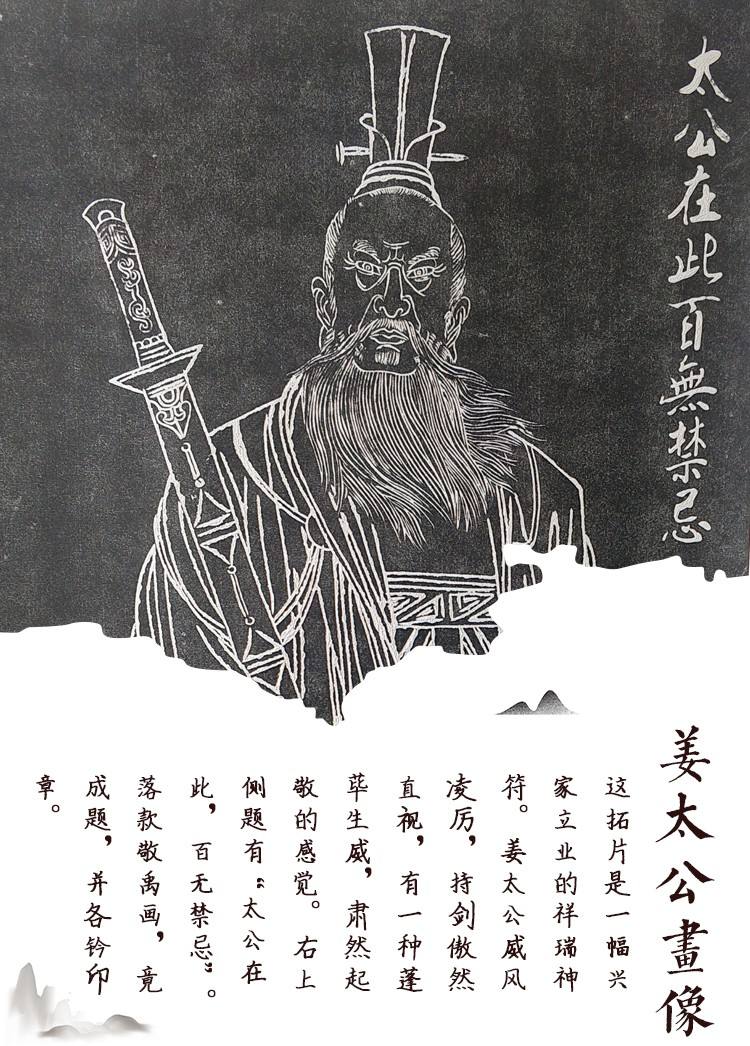 太公在此百無禁忌
姜太公畫像
这拓片是一幅兴
家立业的祥瑞神
符。姜太公威风
凌厉，持剑傲然
直视，有一种蓬
荜生威，肃然起
敬的感觉。右上
侧题有“太公在
此，百无禁忌”。
落款敬禹画，竟
成题，并各钤印
章。